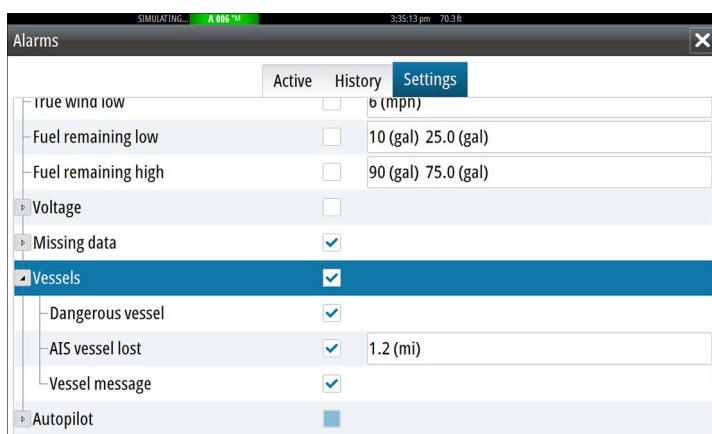 SIMULATING... A 006 °M 3:35:13 pm 70.3 ft
Alarms
Active History Settings
True wind low 6 (mph)
Fuel remaining low 10 (gal) 25.0 (gal)
Fuel remaining high 90 (gal) 75.0 (gal)
Voltage
Missing data
Vessels
Dangerous vessel
AIS vessel lost 1.2 (mi)
Vessel message
Autopilot